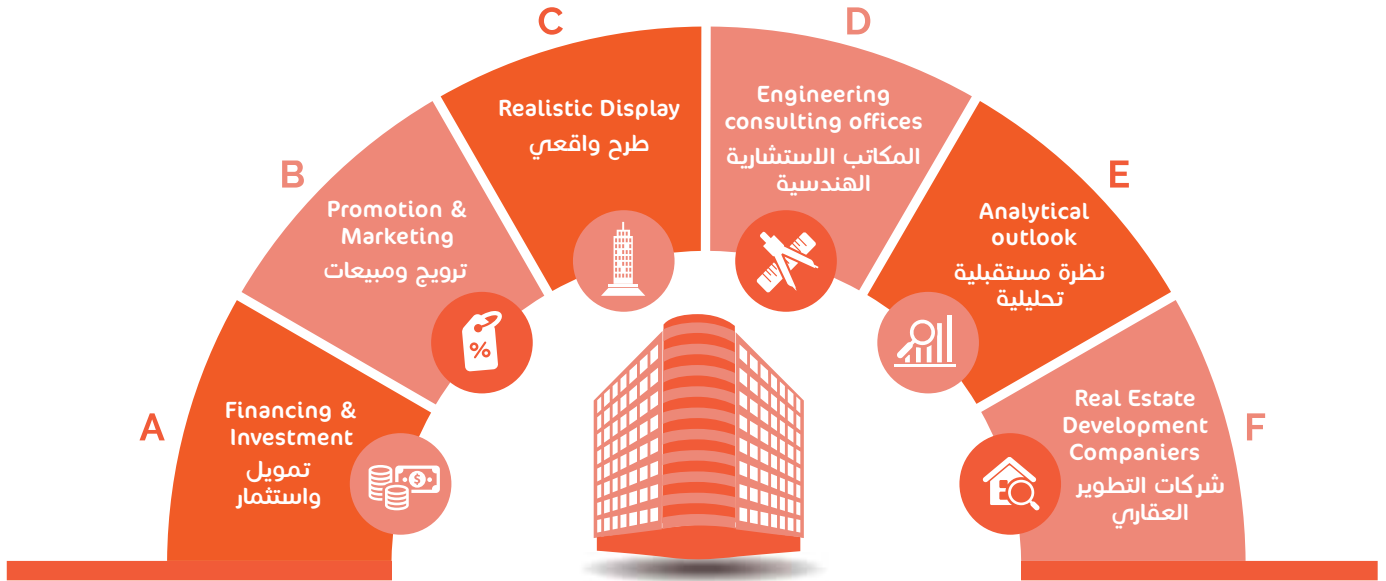 A
Financing &
Investment
تمويل
واستثمار
B
Promotion &
Marketing
ترويج ومبيعات
%
C
Realistic Display
طرح واقعي
D
Engineering
consulting offices
المكاتب الاستشارية
الهندسية
E
Analytical
outlook
نظرة مستقبلية
تحليلية
F
Real Estate
Development
Companiers
شركات التطوير
العقاري
$